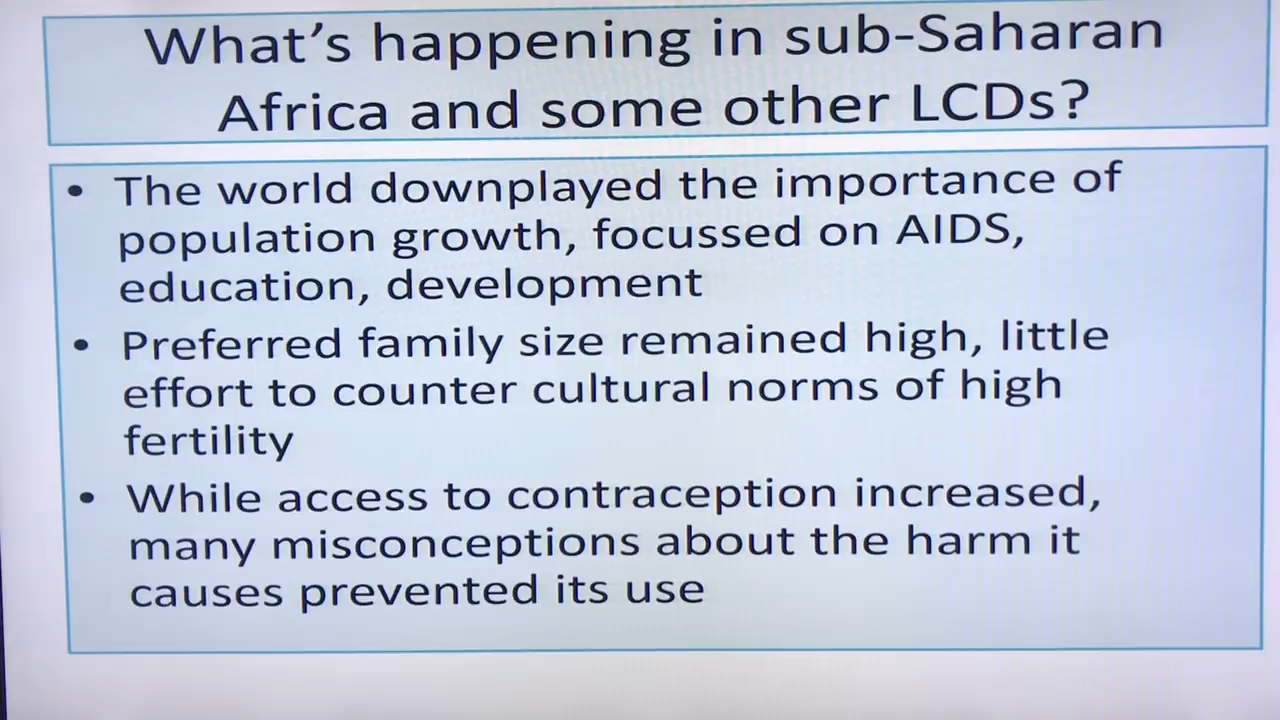 What’s happening in sub-Saharan
Africa and some other LCDs?
• The world downplayed the importance of
population growth, focussed on AIDS,
education, development
• Preferred family size remained high, little
effort to counter cultural norms of high
fertility
• While access to contraception increased,
many misconceptions about the harm it
causes prevented its use